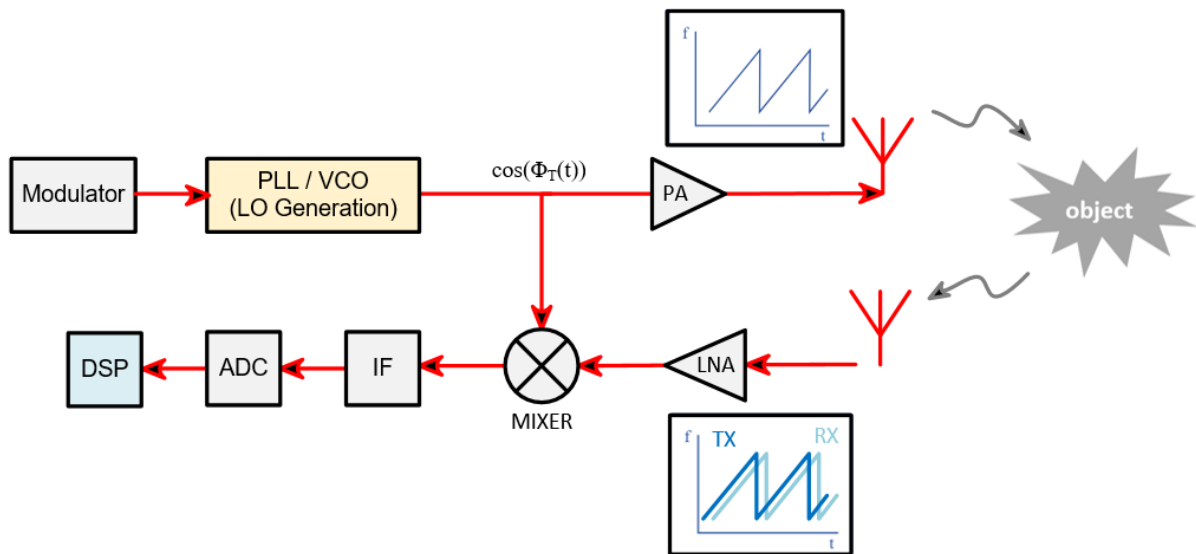 f
t
Modulator
PLL / VCO
(LO Generation)
cos(Φ_T(t))
PA
object
DSP
ADC
IF
MIXER
LNA
f
TX
RX
t